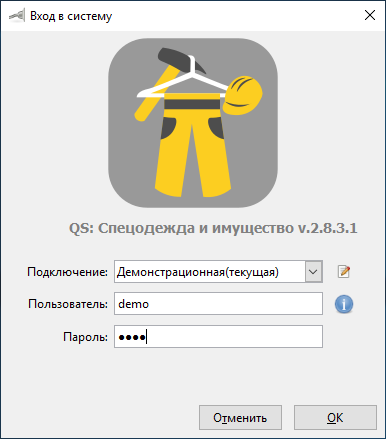 Вход в систему
QS: Спецодежда и имущество v.2.8.3.1
Подключение: Демонстрационная(текущая)
Пользователь: demo
Пароль: ●●●●
Отменить OK